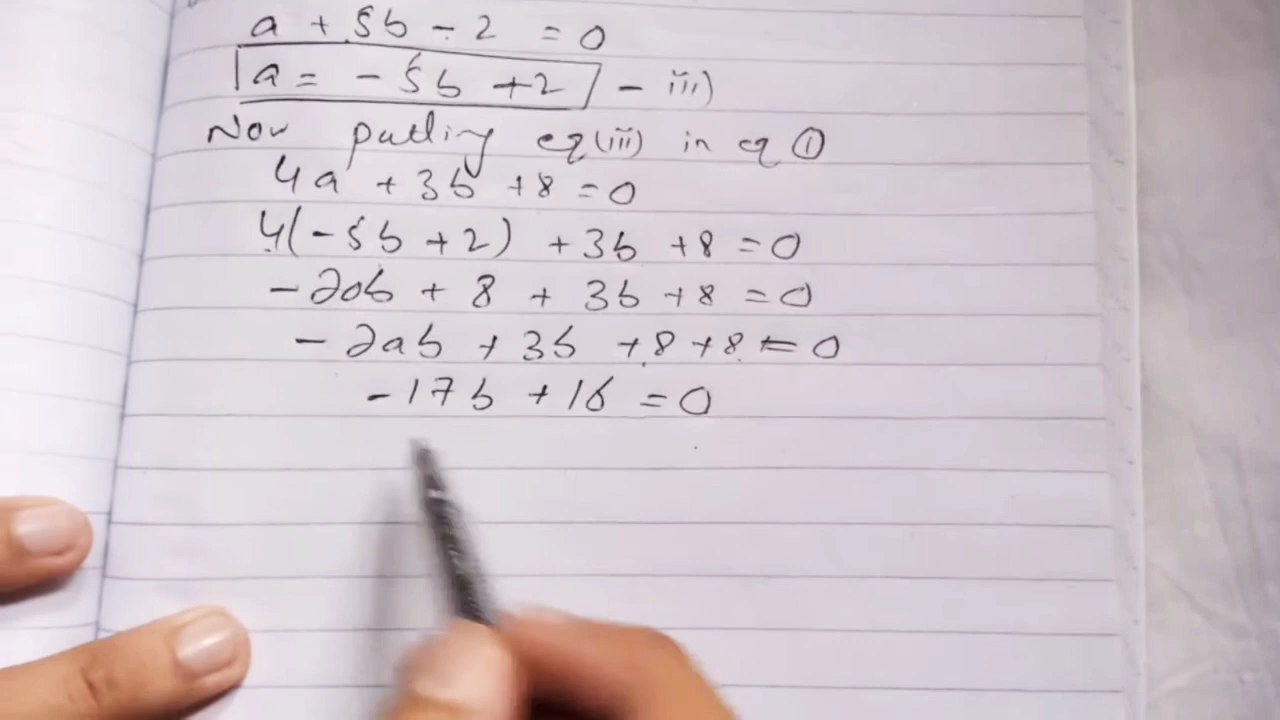 a + 5b - 2 = 0
a = - 5b + 2 - iii)
Now putting eq(iii) in eq ①
4a + 3b + 8 = 0
4(- 5b + 2) + 3b + 8 = 0
- 20b + 8 + 3b + 8 = 0
- 20b + 3b + 8 + 8 = 0
- 17b + 16 = 0